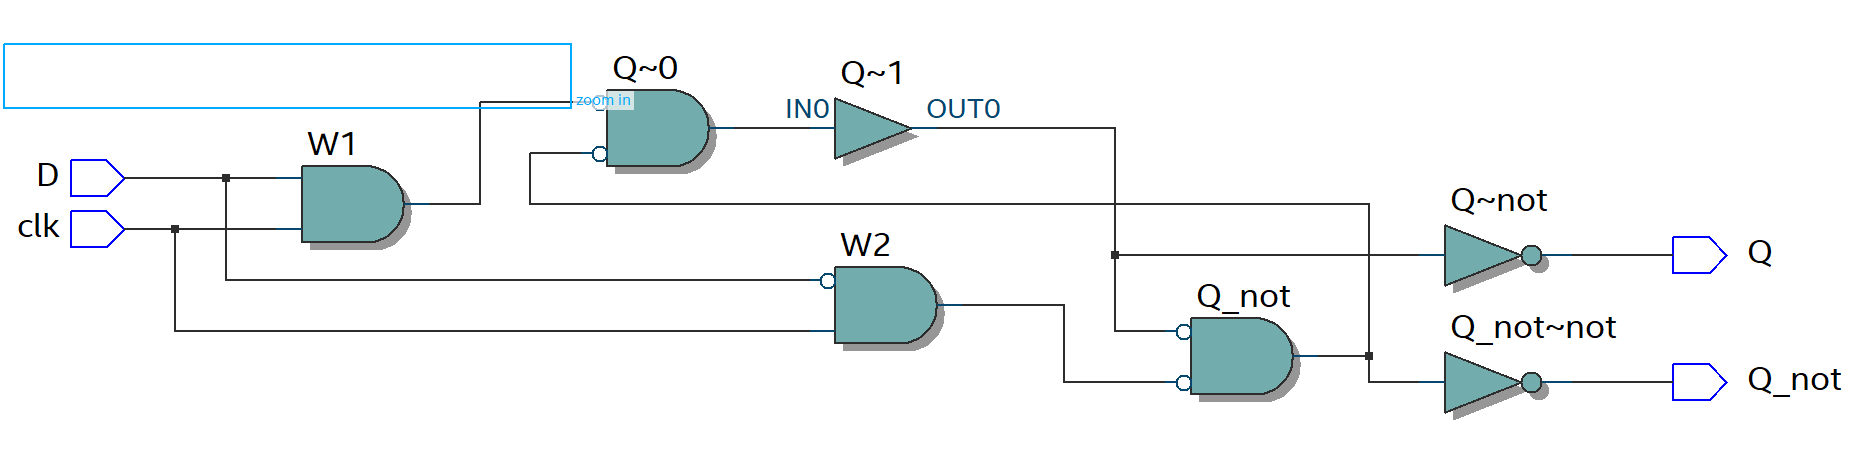 Q~0
Q~1
zoom in
IN0
OUT0
W1
D
clk
W2
Q~not
Q
Q_not
Q_not~not
Q_not